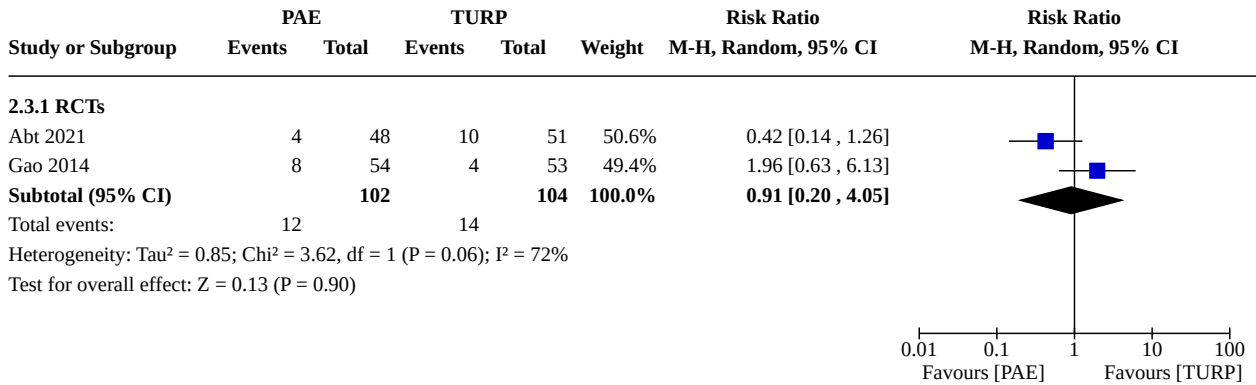 PAE TURP Risk Ratio Risk Ratio
Study or Subgroup Events Total Events Total Weight M-H, Random, 95% CI M-H, Random, 95% CI
2.3.1 RCTs
Abt 2021 4 48 10 51 50.6% 0.42 [0.14 , 1.26]
Gao 2014 8 54 4 53 49.4% 1.96 [0.63 , 6.13]
Subtotal (95% CI) 102 104 100.0% 0.91 [0.20 , 4.05]
Total events: 12 14
Heterogeneity: Tau² = 0.85; Chi² = 3.62, df = 1 (P = 0.06); I² = 72%
Test for overall effect: Z = 0.13 (P = 0.90)
0.01 0.1 1 10 100
Favours [PAE] Favours [TURP]